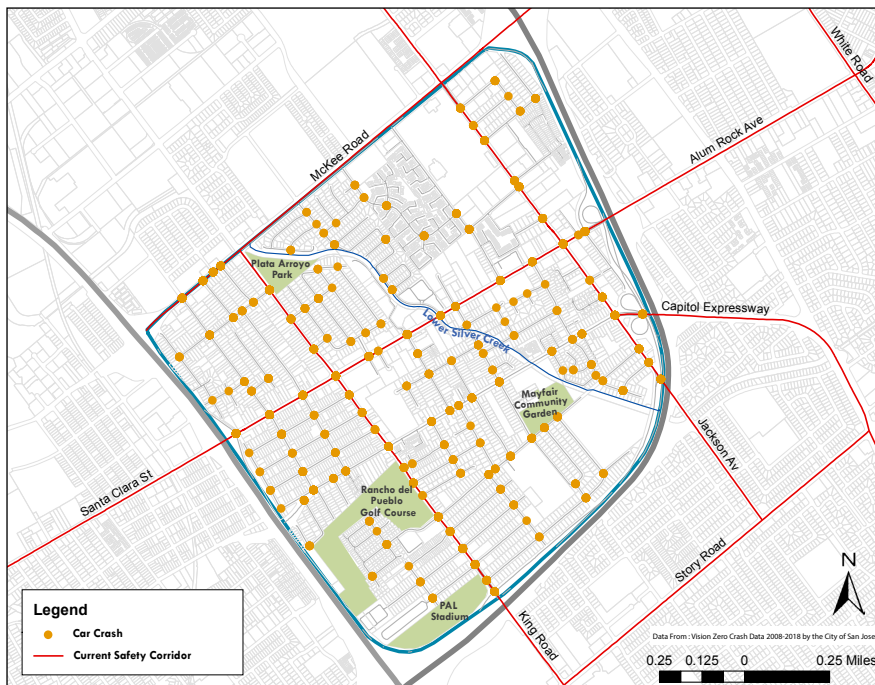 White Road
Alum Rock Ave
McKee Road
Plata Arroyo
Park
Capitol Expressway
Lower Silver Creek
Mayfair
Community
Garden
Jackson Av
Santa Clara St
Rancho del
Pueblo
Golf Course
Story Road
PAL
Stadium
King Road
N
Legend
Car Crash
Current Safety Corridor
Data From : Vision Zero Crash Data 2008-2018 by the City of San Jose
0.25 0.125 0 0.25 Miles